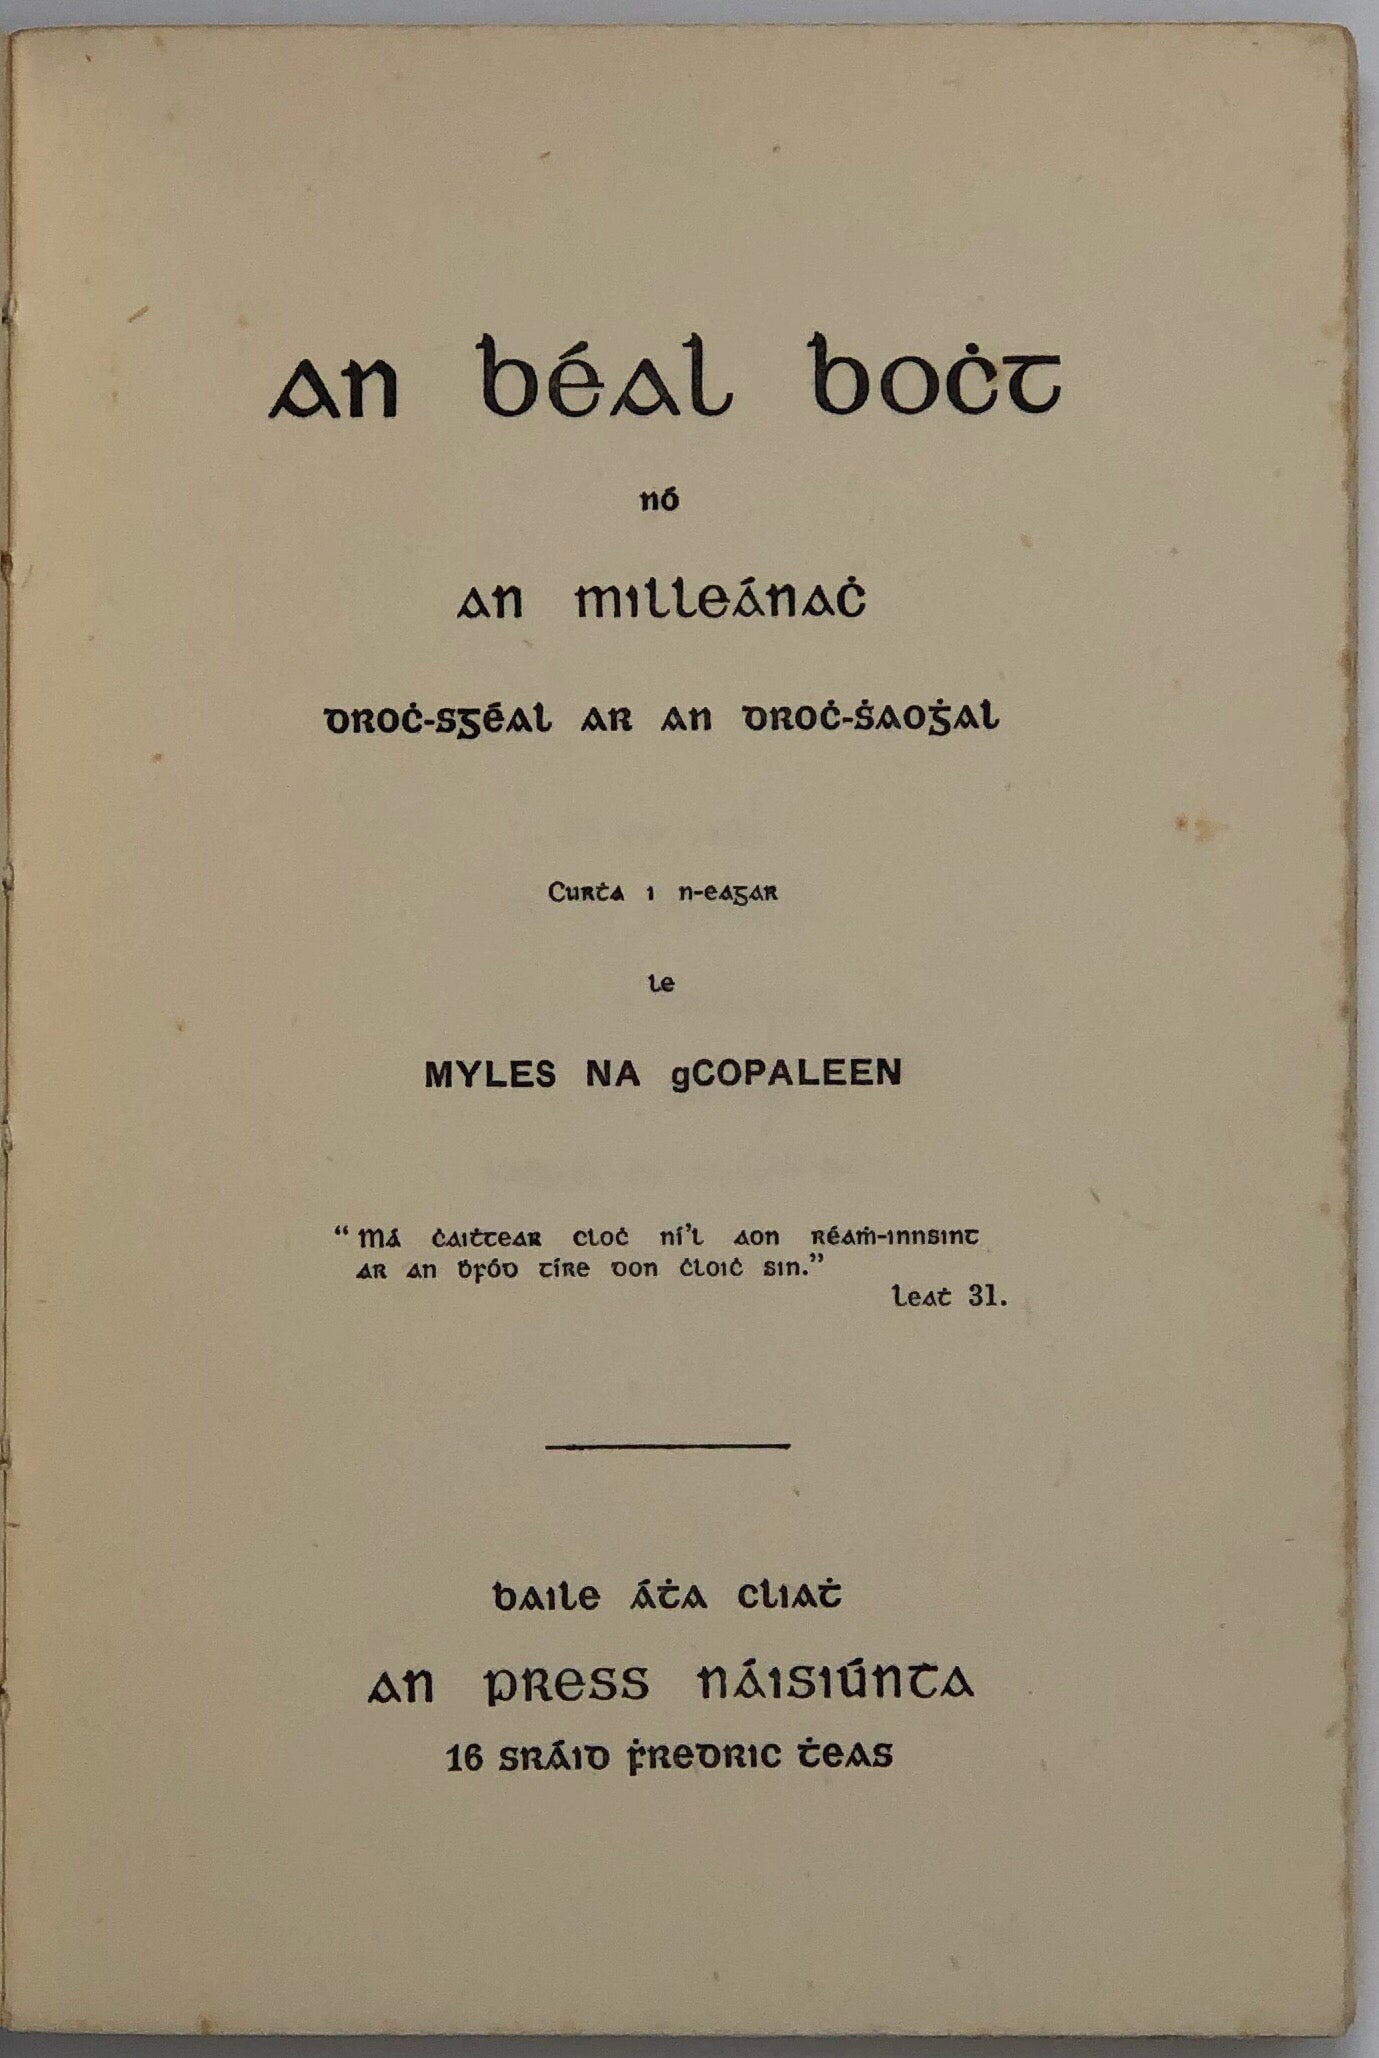 An Béal Boċt
nó
An Milleánaċ
Droċ-sgéal ar an droċ-ṡaoġal
Curṫa i n-eagar
le
MYLES NA gCOPALEEN
“Má ċaiṫtear cloċ ní'l aon réaṁ-innsint
ar an ḃfód tíre don ċloiċ sin.”
Leaṫ 31.
Baile Áṫa Cliaṫ
An Press Náisiúnta
16 Sráid Ḟredric Ṫeas